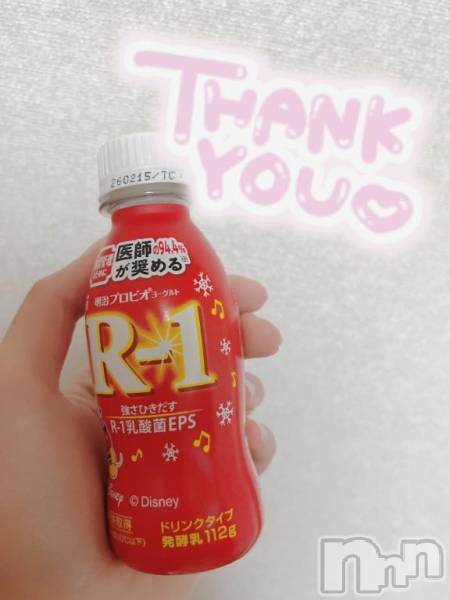 THANK
YOU
260215/TC
医師の94.4%
が奨める
明治プロビオヨーグルト
R-1
強さひきだす
R-1乳酸菌EPS
© Disney
ドリンクタイプ
発酵乳 112g
nnn